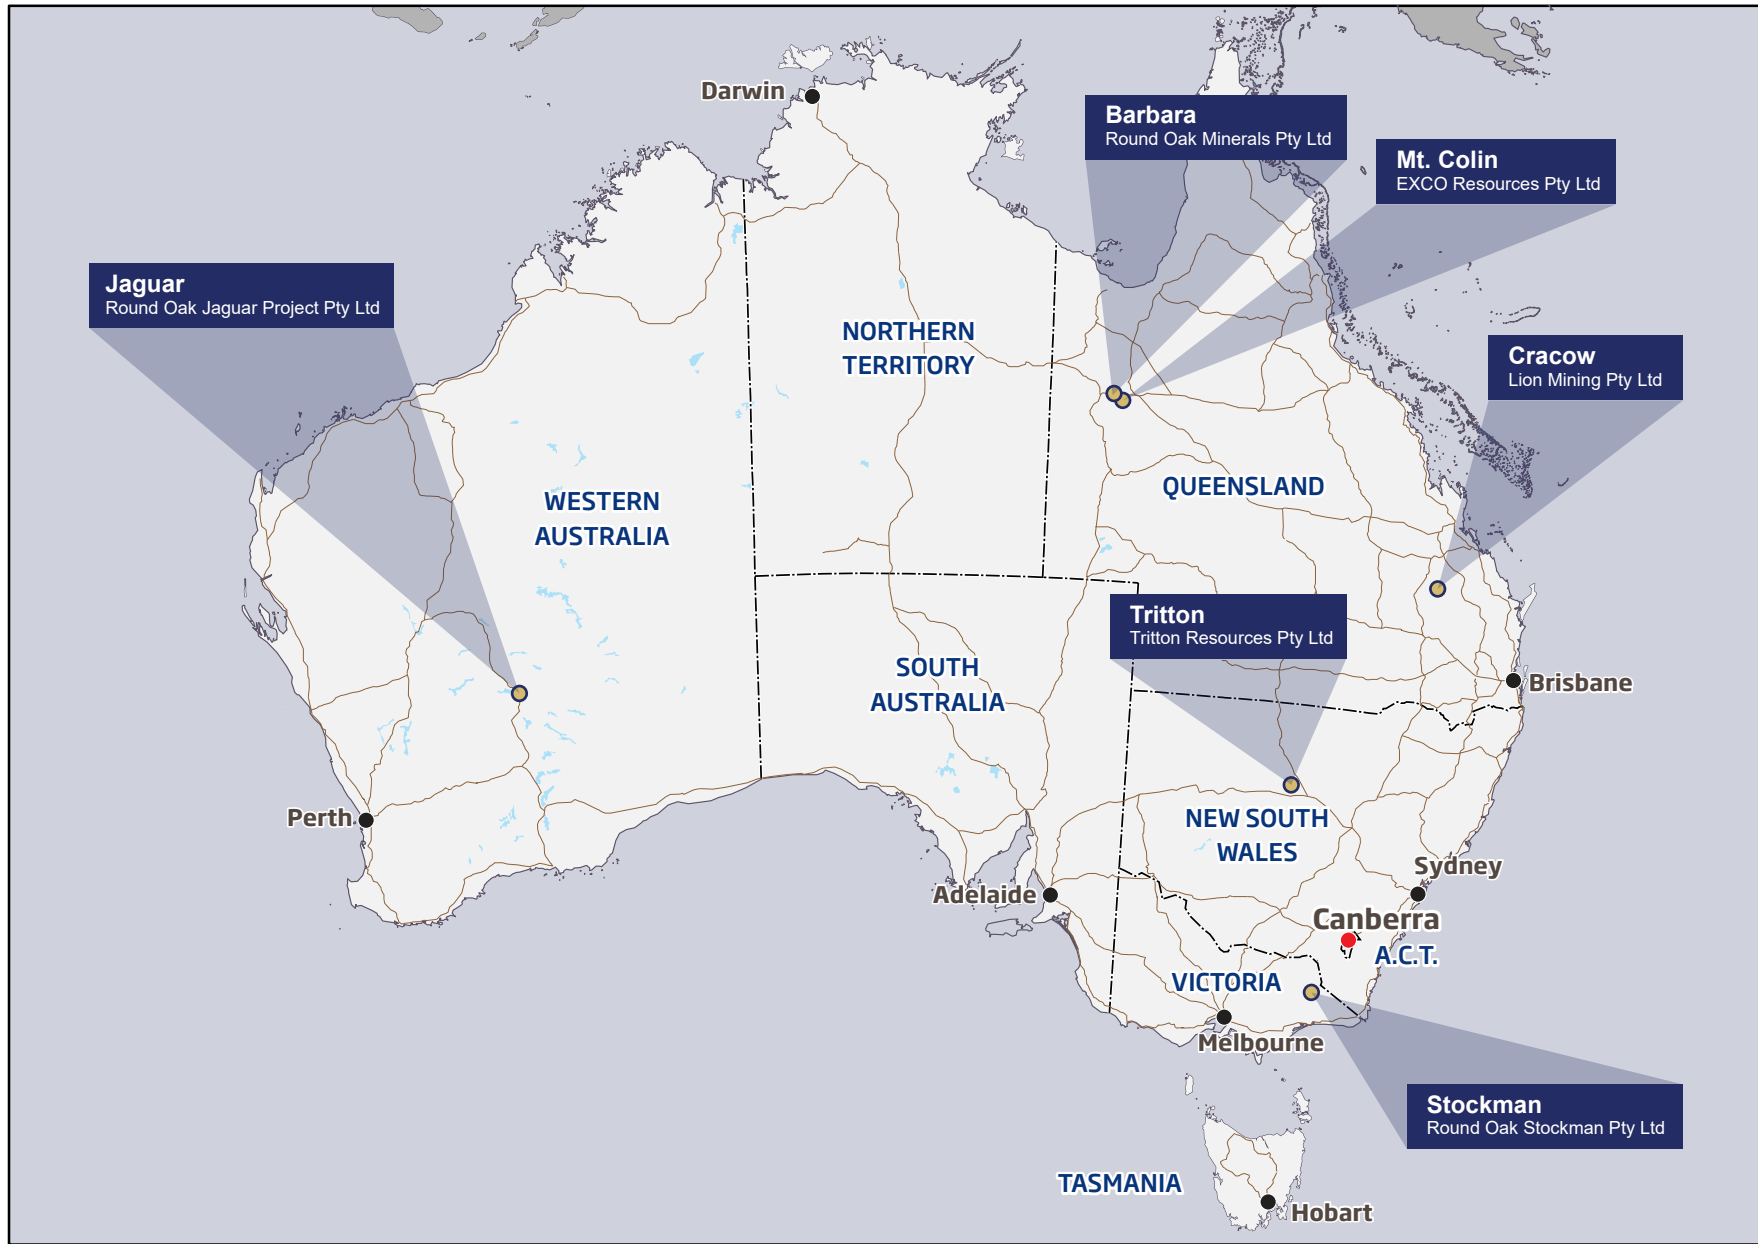 Darwin
Barbara
Round Oak Minerals Pty Ltd
Mt. Colin
EXCO Resources Pty Ltd
Jaguar
Round Oak Jaguar Project Pty Ltd
NORTHERN
TERRITORY
Cracow
Lion Mining Pty Ltd
WESTERN
AUSTRALIA
QUEENSLAND
Tritton
Tritton Resources Pty Ltd
SOUTH
AUSTRALIA
Brisbane
Perth
NEW SOUTH
WALES
Sydney
Adelaide
Canberra
A.C.T.
VICTORIA
Melbourne
Stockman
Round Oak Stockman Pty Ltd
TASMANIA
Hobart